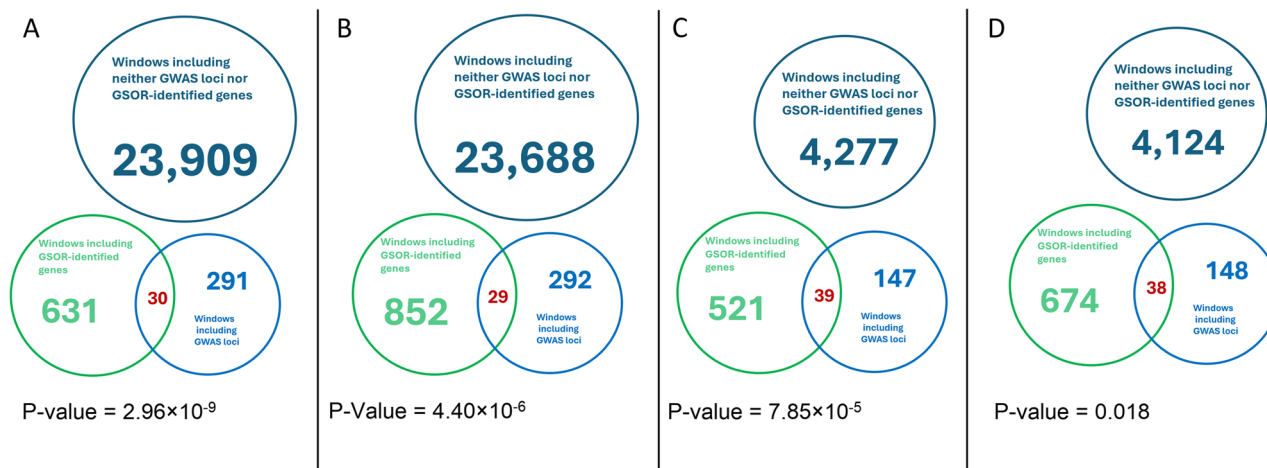 A
Windows including
neither GWAS loci nor
GSOR-identified genes
23,909
Windows including
GSOR-identified
genes
631
30
291
Windows
including
GWAS loci
P-value = 2.96×10⁻⁹
B
Windows including
neither GWAS loci nor
GSOR-identified genes
23,688
Windows including
GSOR-identified
genes
852
29
292
Windows
including
GWAS loci
P-Value = 4.40×10⁻⁶
C
Windows including
neither GWAS loci nor
GSOR-identified genes
4,277
Windows including
GSOR-identified
genes
521
39
147
Windows
including
GWAS loci
P-value = 7.85×10⁻⁵
D
Windows including
neither GWAS loci nor
GSOR-identified genes
4,124
Windows including
GSOR-identified
genes
674
38
148
Windows
including
GWAS loci
P-value = 0.018